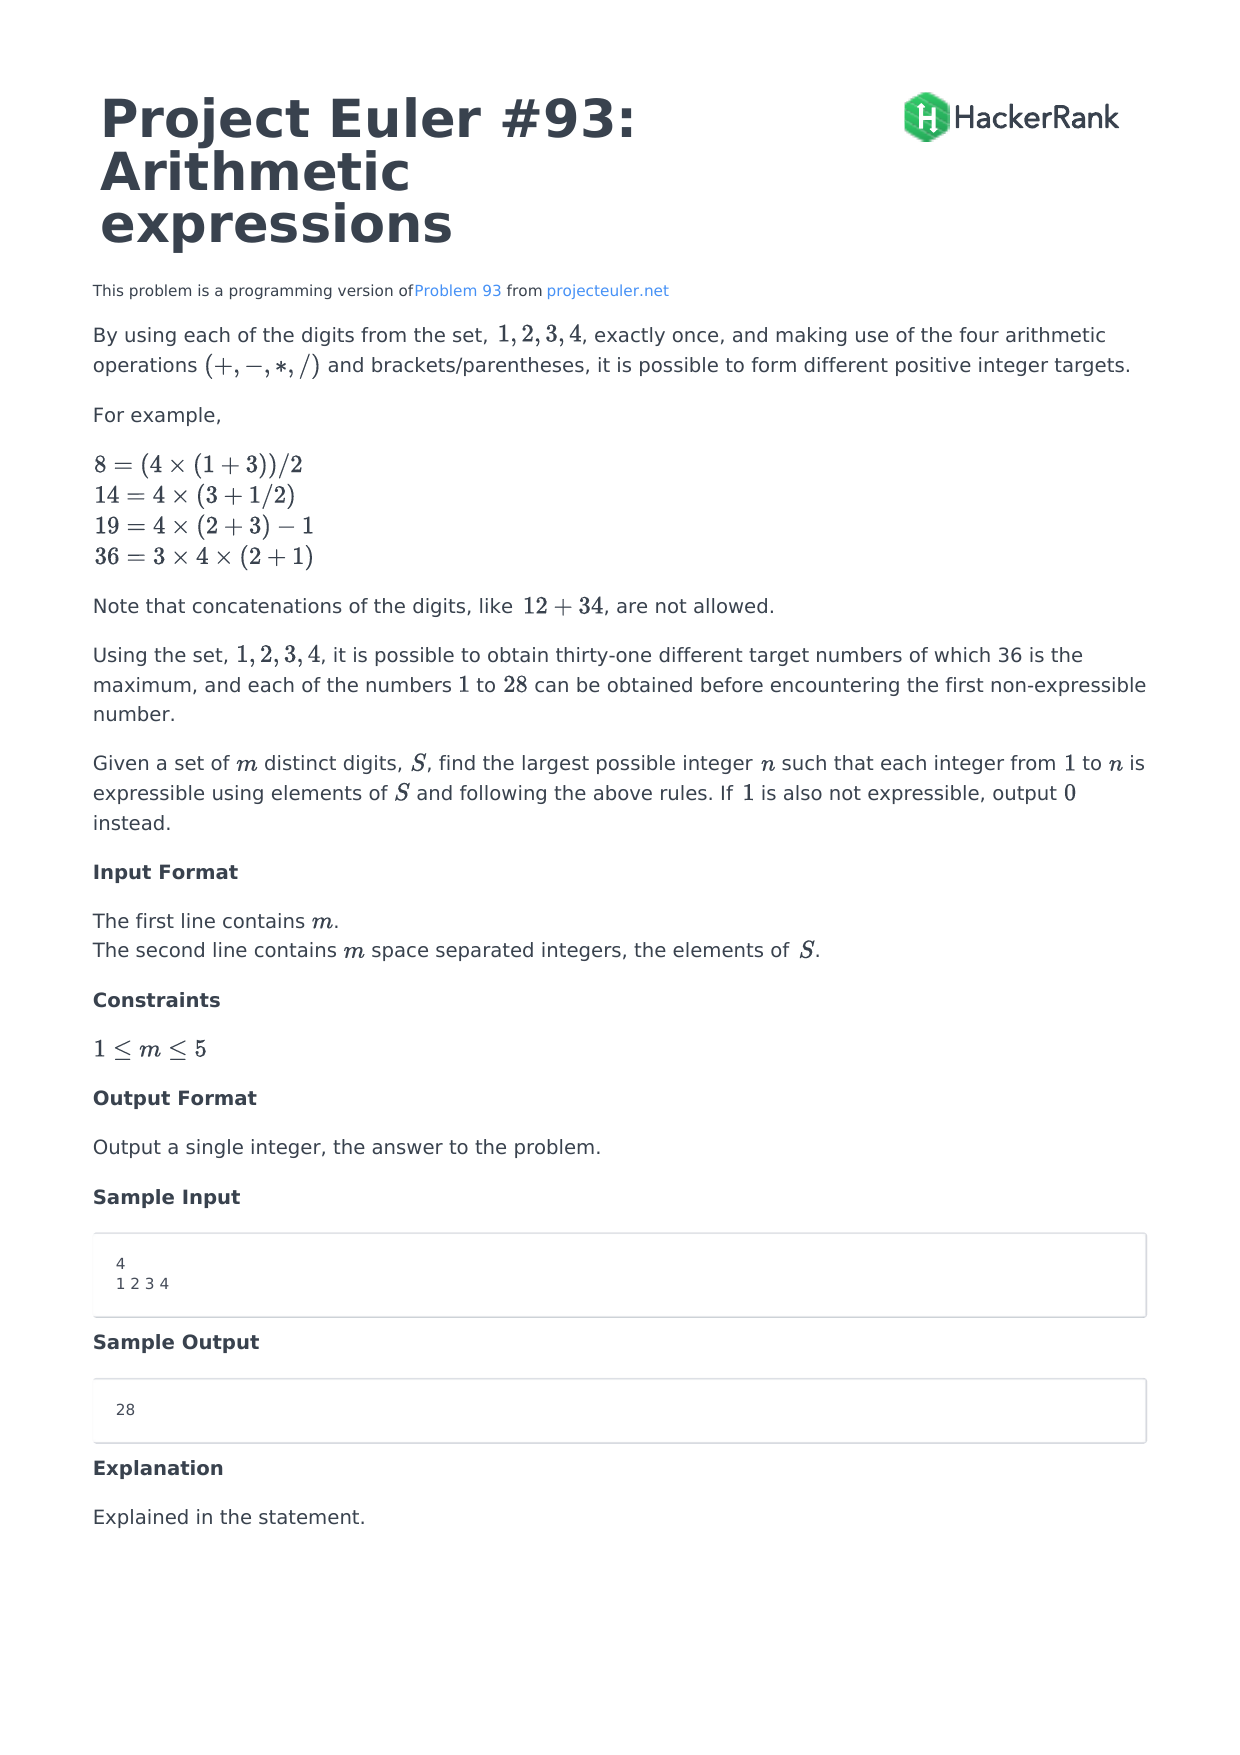 Project Euler #93:
Arithmetic
expressions
HackerRank
This problem is a programming version ofProblem 93 from projecteuler.net
By using each of the digits from the set, 1, 2, 3, 4, exactly once, and making use of the four arithmetic
operations (+, −, ∗, /) and brackets/parentheses, it is possible to form different positive integer targets.
For example,
8 = (4 × (1 + 3))/2
14 = 4 × (3 + 1/2)
19 = 4 × (2 + 3) − 1
36 = 3 × 4 × (2 + 1)
Note that concatenations of the digits, like 12 + 34, are not allowed.
Using the set, 1, 2, 3, 4, it is possible to obtain thirty-one different target numbers of which 36 is the
maximum, and each of the numbers 1 to 28 can be obtained before encountering the first non-expressible
number.
Given a set of m distinct digits, S, find the largest possible integer n such that each integer from 1 to n is
expressible using elements of S and following the above rules. If 1 is also not expressible, output 0
instead.
Input Format
The first line contains m.
The second line contains m space separated integers, the elements of S.
Constraints
1 ≤ m ≤ 5
Output Format
Output a single integer, the answer to the problem.
Sample Input
4
1 2 3 4
Sample Output
28
Explanation
Explained in the statement.